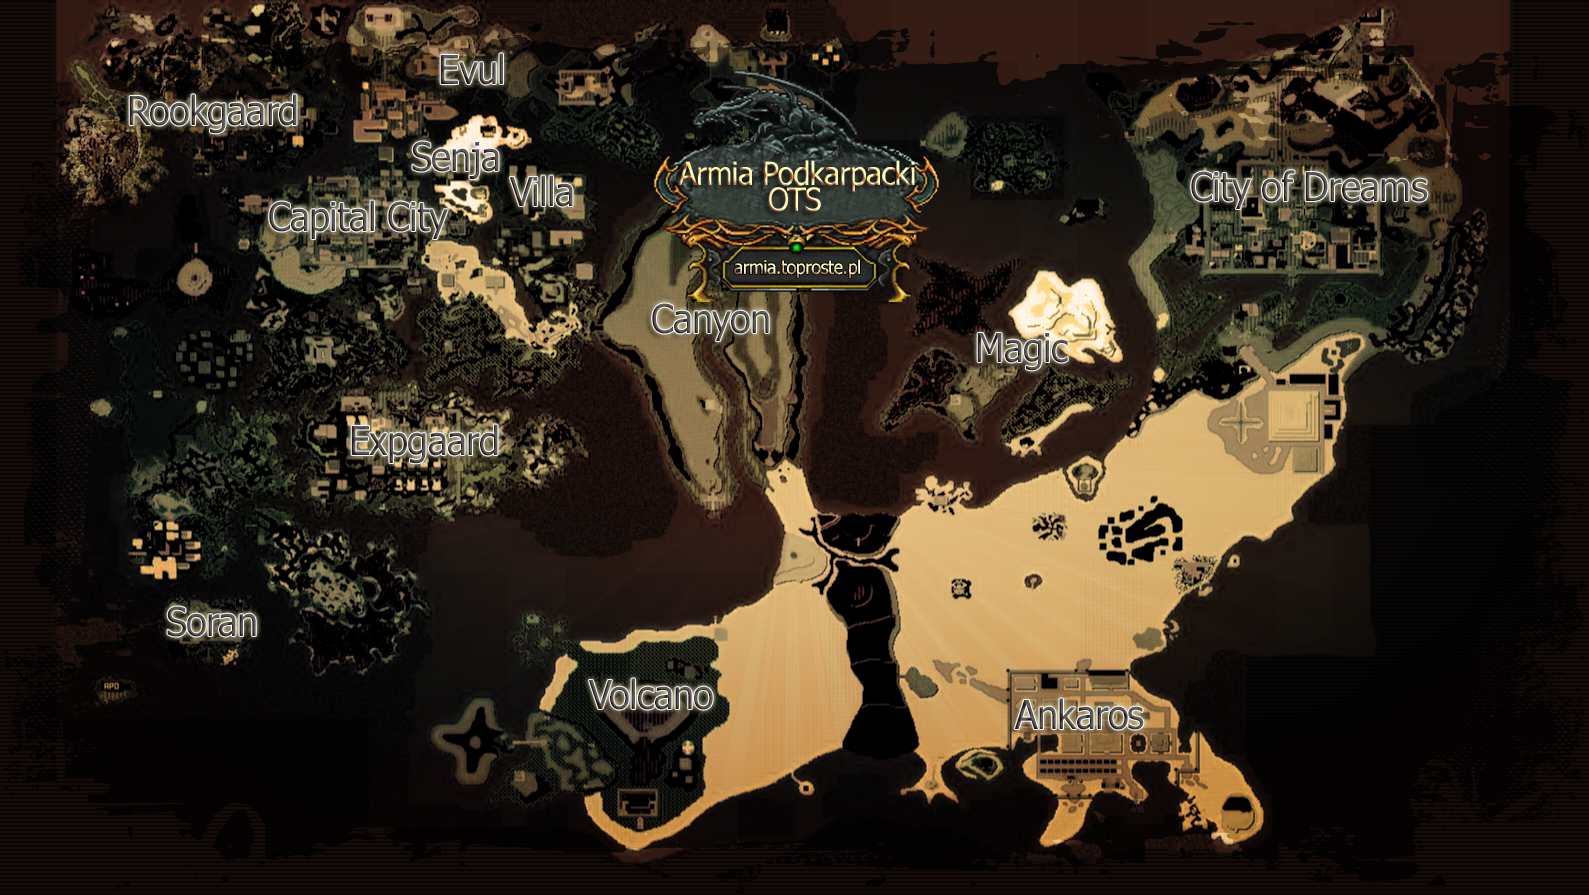 Evul
Rookgaard
Senja
Villa
Capital City
Armia Podkarpacki
OTS
armia.toproste.pl
City of Dreams
Canyon
Magic
Expgaard
Soran
RPO
Volcano
Ankaros